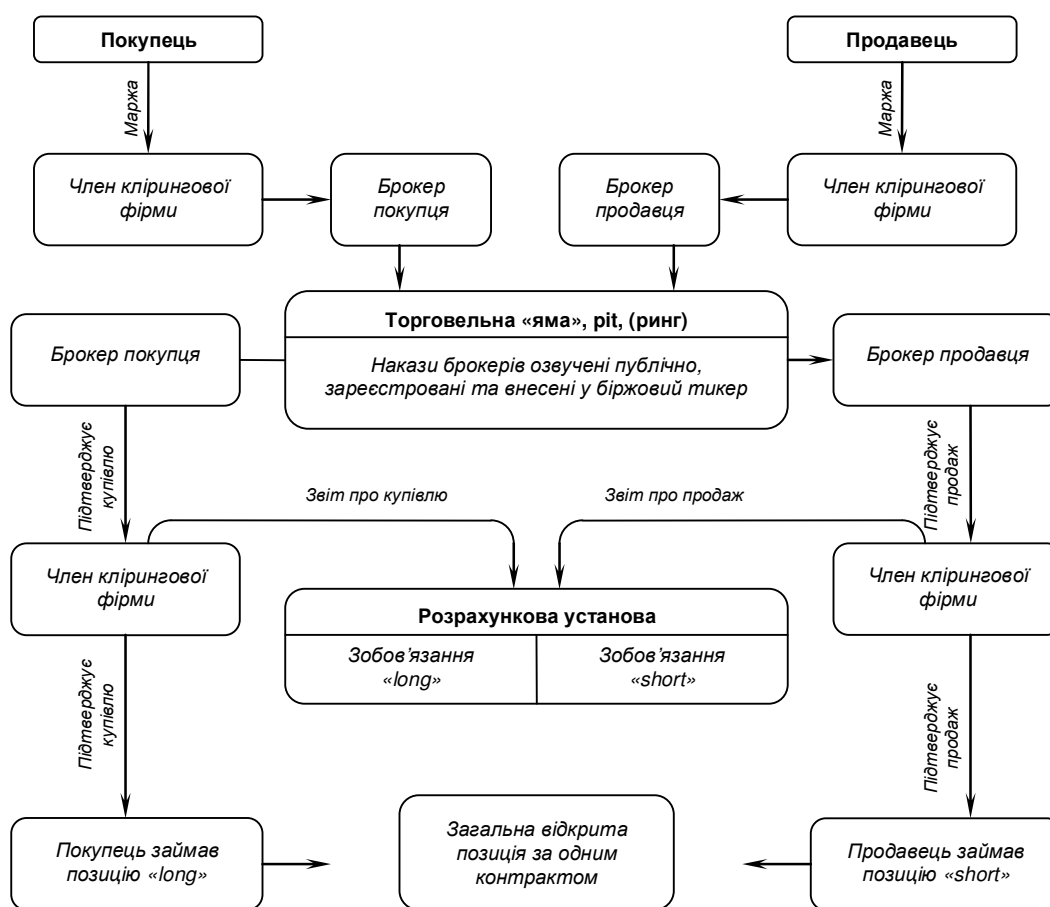 Покупець
Продавець
Маржа
Маржа
Член клірингової
фірми
Брокер
покупця
Брокер
продавця
Член клірингової
фірми
Торговельна «яма», pit, (ринг)
Накази брокерів озвучені публічно,
зареєстровані та внесені у біржовий тикер
Брокер покупця
Брокер продавця
Підтверджує
купівлю
Звіт про купівлю
Звіт про продаж
Підтверджує
продаж
Член клірингової
фірми
Розрахункова установа
Зобов’язання
«long»
Зобов’язання
«short»
Член клірингової
фірми
Підтверджує
купівлю
Підтверджує
продаж
Покупець займав
позицію «long»
Загальна відкрита
позиція за одним
контрактом
Продавець займав
позицію «short»